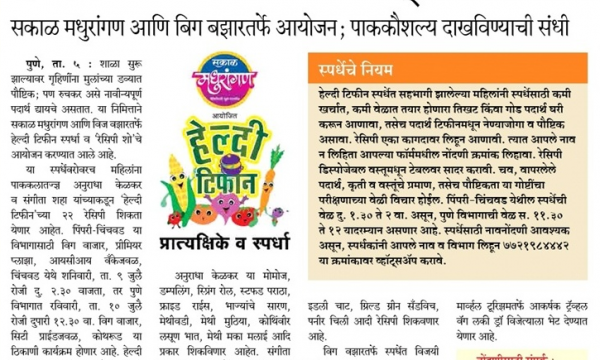 सकाळ मधुरांगण आणि बिग बझारतर्फे आयोजन; पाककौशल्य दाखविण्याची संधी
पुणे, ता. ५ : शाळा सुरू
झाल्यावर गृहिणींना मुलांच्या डब्यात
पौष्टिक; पण रुचकर असे नावीन्यपूर्ण
पदार्थ द्यायचे असतात. या निमित्ताने
सकाळ मधुरांगण आणि विज वझारतर्फे
हेल्दी टिफीन स्पर्धा व 'रेसिपी शो'चे
आयोजन करण्यात आले आहे.
या स्पर्धेबरोबरच महिलांना
पाककलातज्ज्ञ अनुराधा केळकर
व संगीता शहा यांच्याकडून 'हेल्दी
टिफीन'च्या २२ रेसिपी शिकता
येणार आहेत. पिंपरी-चिंचवड या
विभागासाठी विग वाजार, प्रीमियर
प्लाझा, आयसीआय बँकेजवळ,
चिंचवड येथे शनिवारी, ता. ९ जुलै
रोजी दु. २.३० वाजता, तर पुणे
विभागात रविवारी, ता. १० जुलै
रोजी दुपारी १२.३० वा. विग वाजार,
सिटी प्राईडजवळ, कोथरूड या
ठिकाणी कार्यक्रम होणार आहे. हेल्दी
सकाळ
मधुरांगण
आयोजित
हेल्दी
टिफीन
प्रात्यक्षिके व स्पर्धा
अनुराधा केळकर या मोमोज,
डम्पलिंग, स्प्रिंग रोल, स्टफड पराठा,
फ्राइड राईस, भाज्यांचे सारण,
मेथीवडी, मेथी मुठिया, कोथिंबीर
लसूण भात, मेथी मका मलाई आदि
प्रकार शिकवणार आहेत. संगीता
स्पर्धेचे नियम
हेल्दी टिफीन स्पर्धेत सहभागी झालेल्या महिलांनी स्पर्धेसाठी कमी
खर्चात, कमी वेळात तयार होणारा तिखट किंवा गोड पदार्थ घरी
करून आणावा, तसेच पदार्थ टिफीनमधून नेण्याजोगा व पौष्टिक
असावा. रेसिपी एका कागदावर लिहून आणावी. त्यात आपले नाव
न लिहिता आपल्या फॉर्ममधील नोंदणी क्रमांक लिहावा. रेसिपी
डिस्पोजेबल वस्तूमधून टेबलवर सादर करावी. चव, वापरलेले
पदार्थ, कृती व वस्तूंचे प्रमाण, तसेच पौष्टिकता या गोष्टींचा
परीक्षणाच्या वेळी विचार होईल. पिंपरी-चिंचवड येथील स्पर्धेची
वेळ दु. १.३० ते २ वा. असून, पुणे विभागाची वेळ स. ११.३०
ते १२ यादरम्यान असणार आहे. स्पर्धेसाठी नावनोंदणी आवश्यक
असून, स्पर्धकांनी आपले नाव व विभाग लिहून ७७२१९८४४४२
या क्रमांकावर व्हॉट्सॲप करावे.
इडली चाट, ग्रिल्ड ग्रीन सँडविच,
पनीर चिली आदी रेसिपी शिकवणार
आहे.
विग वझारतर्फे स्पर्धेत विजयी
मार्व्हल टूरिझमतर्फे आकर्षक ट्रॅव्हल
बॅग लकी ड्रॉ विजेत्याला भेट देण्यात
येणार आहे.